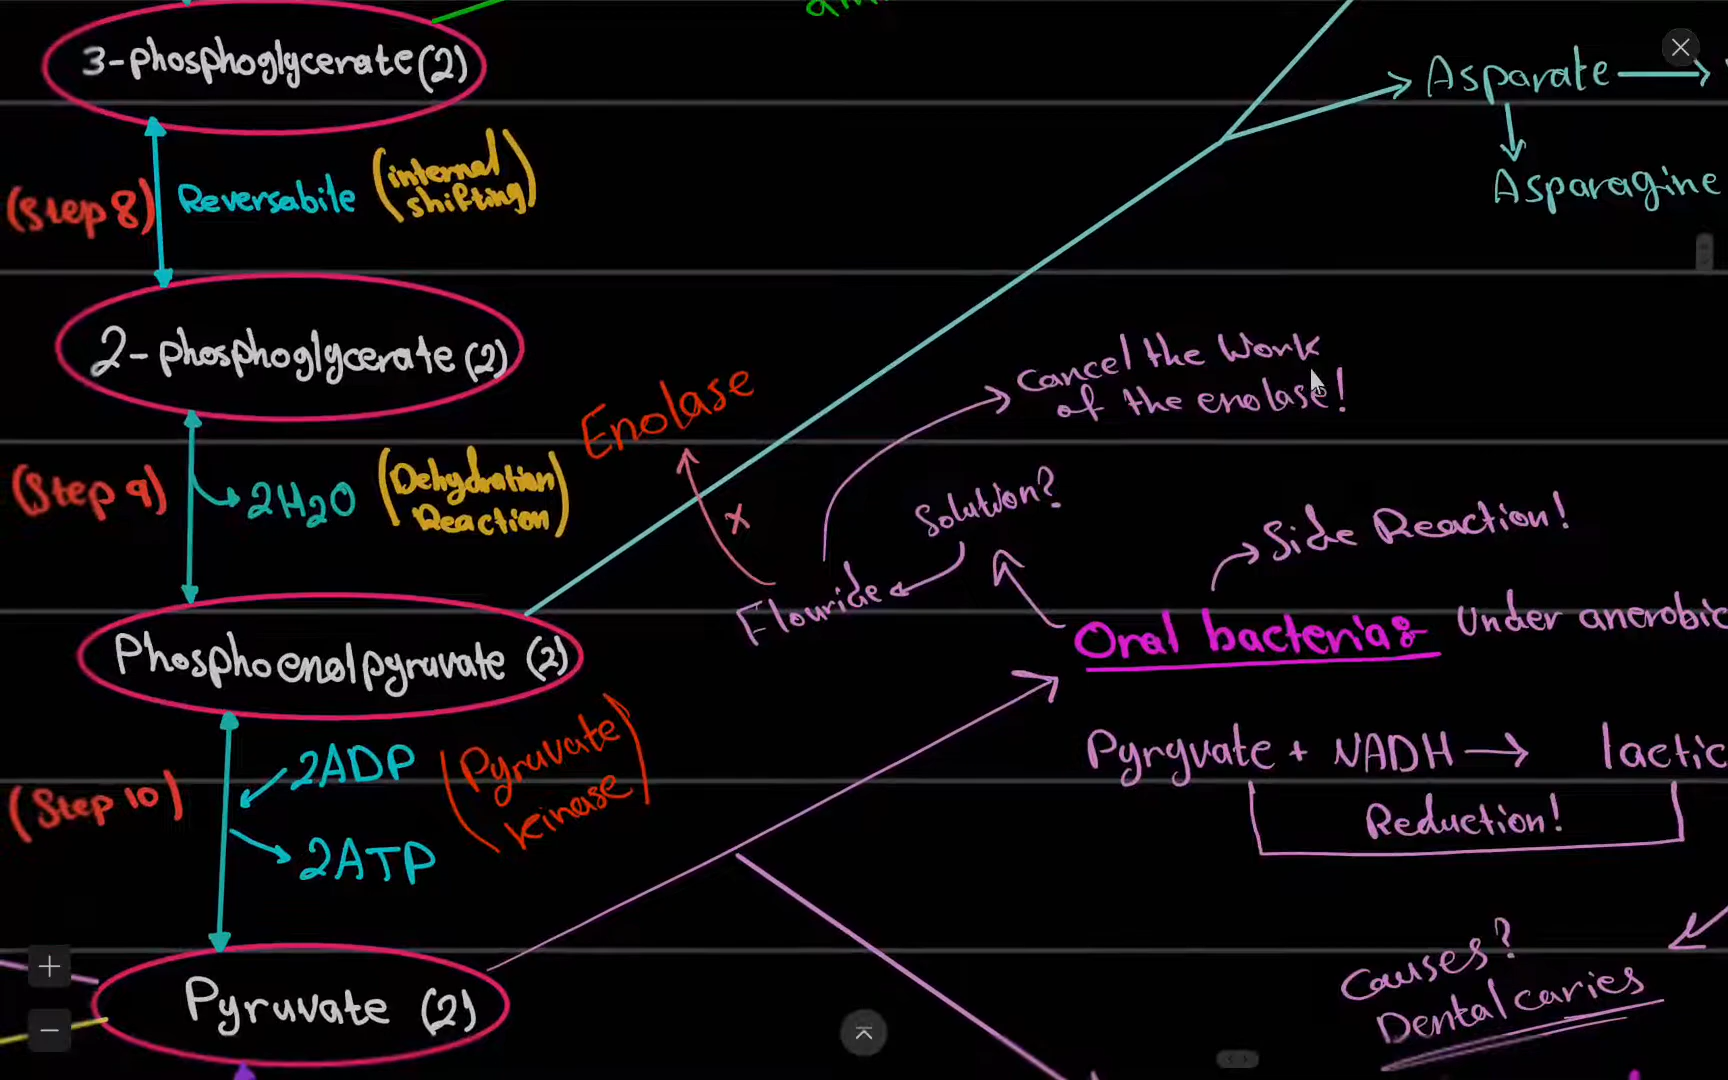 3-phosphoglycerate (2)
Asparate
Asparagine
(Step 8)
Reversabile
(internal
shifting)
2-phosphoglycerate (2)
Enolase
Cancel the work
of the enolase!
(Step 9)
2H2O
(Dehydration
Reaction)
x
Solution?
Flouride
Side Reaction!
Oral bacteria:-
Under anerobic
Phosphoenolpyruvate (2)
(Step 10)
2ADP
2ATP
(Pyruvate
kinase)
Pyryvate + NADH → lactic
Reduction!
Causes?
Dental caries
Pyruvate (2)